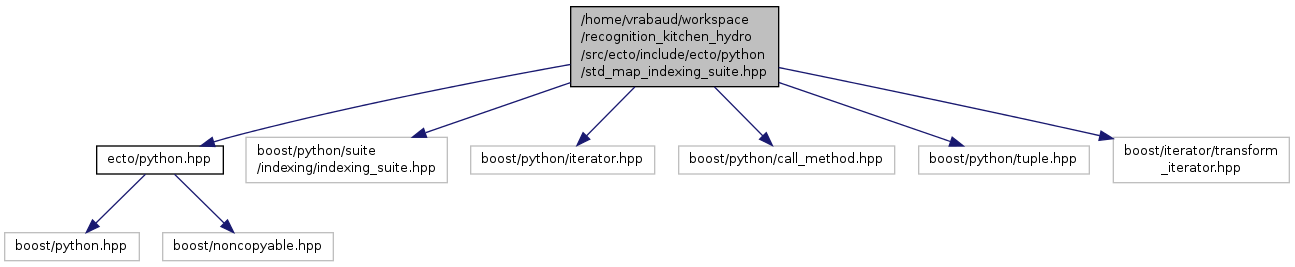 /home/vrabaud/workspace
/recognition_kitchen_hydro
/src/ecto/include/ecto/python
/std_map_indexing_suite.hpp
ecto/python.hpp
boost/python/suite
/indexing/indexing_suite.hpp
boost/python/iterator.hpp
boost/python/call_method.hpp
boost/python/tuple.hpp
boost/iterator/transform
_iterator.hpp
boost/python.hpp
boost/noncopyable.hpp